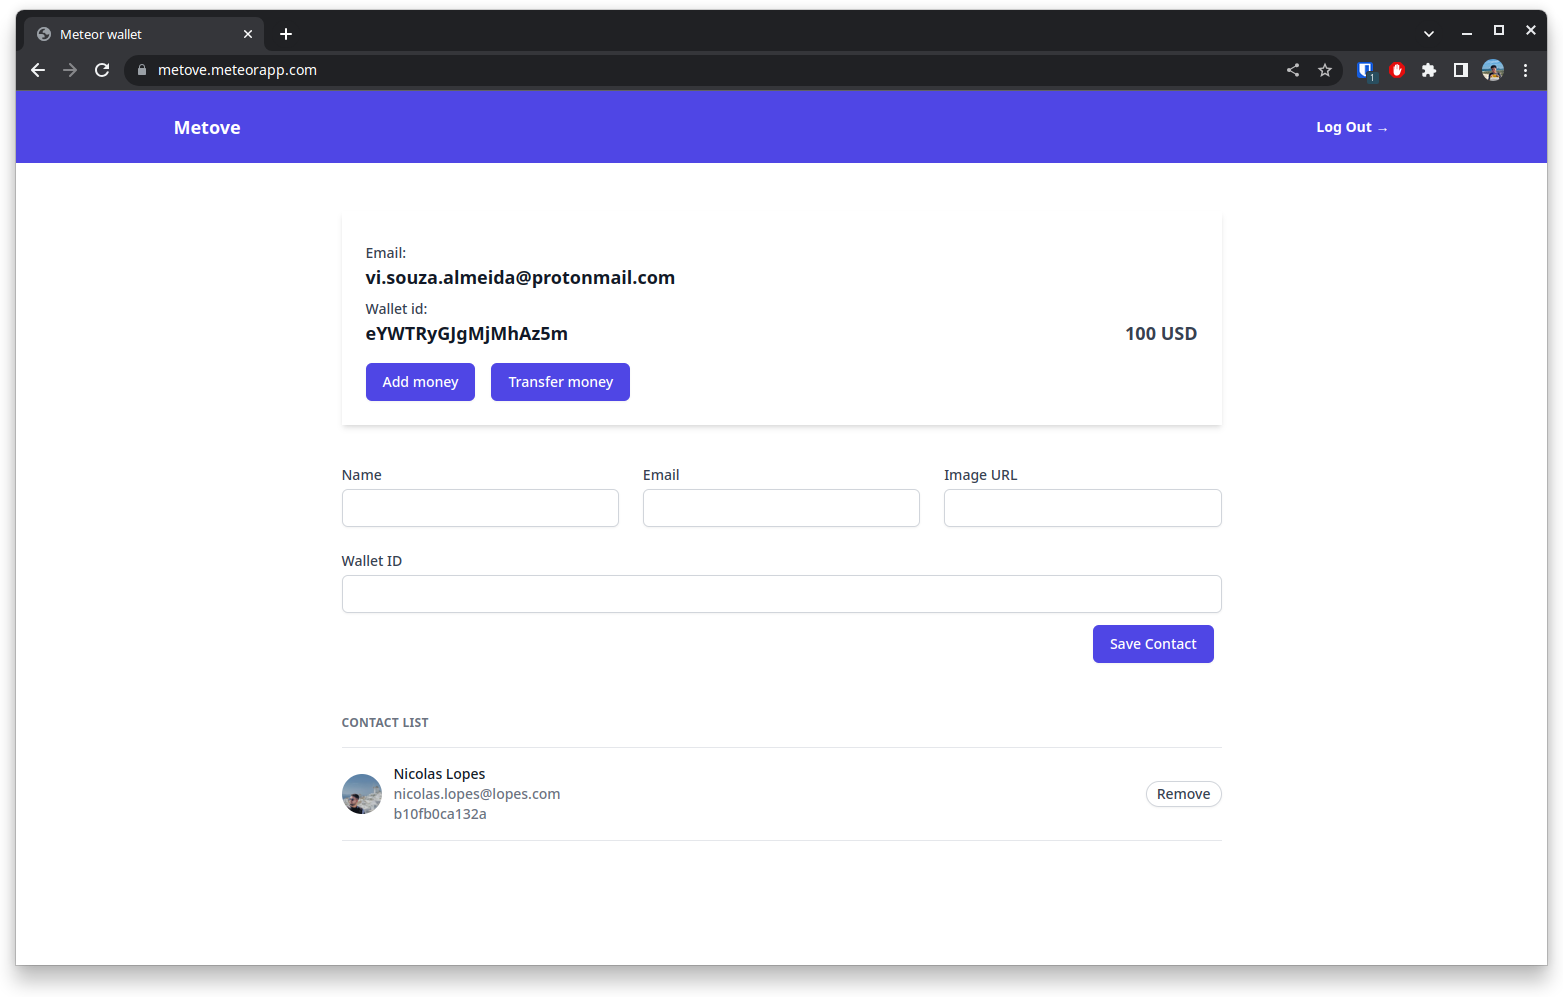 Meteor wallet
metove.meteorapp.com
1
Metove
Log Out →
Email:
vi.souza.almeida@protonmail.com
Wallet id:
eYWTRyGJgMjMhAz5m
100 USD
Add money
Transfer money
Name
Email
Image URL
Wallet ID
Save Contact
CONTACT LIST
Nicolas Lopes
nicolas.lopes@lopes.com
b10fb0ca132a
Remove